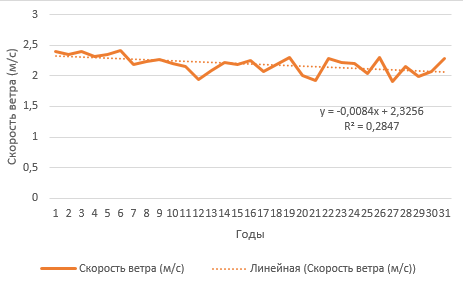 3
2,5
2
1,5
1
0,5
0
Скорость ветра (м/с)
y = -0,0084x + 2,3256
R² = 0,2847
1 2 3 4 5 6 7 8 9 10 11 12 13 14 15 16 17 18 19 20 21 22 23 24 25 26 27 28 29 30 31
Годы
Скорость ветра (м/с) Линейная (Скорость ветра (м/с))